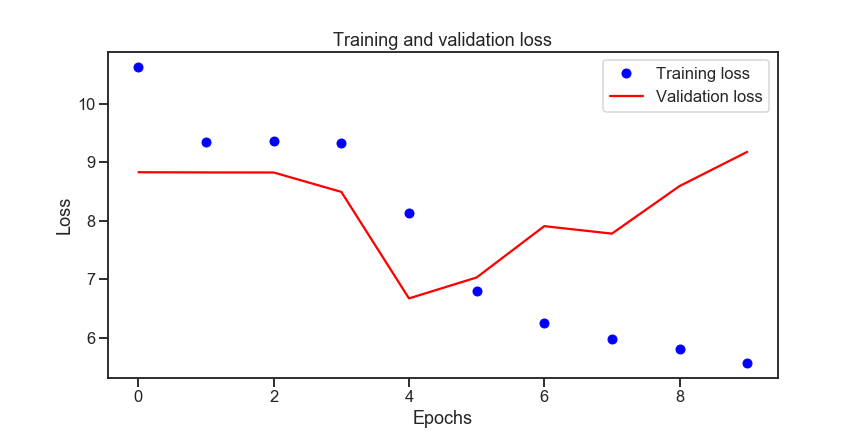 Training and validation loss
Training loss
Validation loss
10
9
8
7
6
Loss
0 2 4 6 8
Epochs